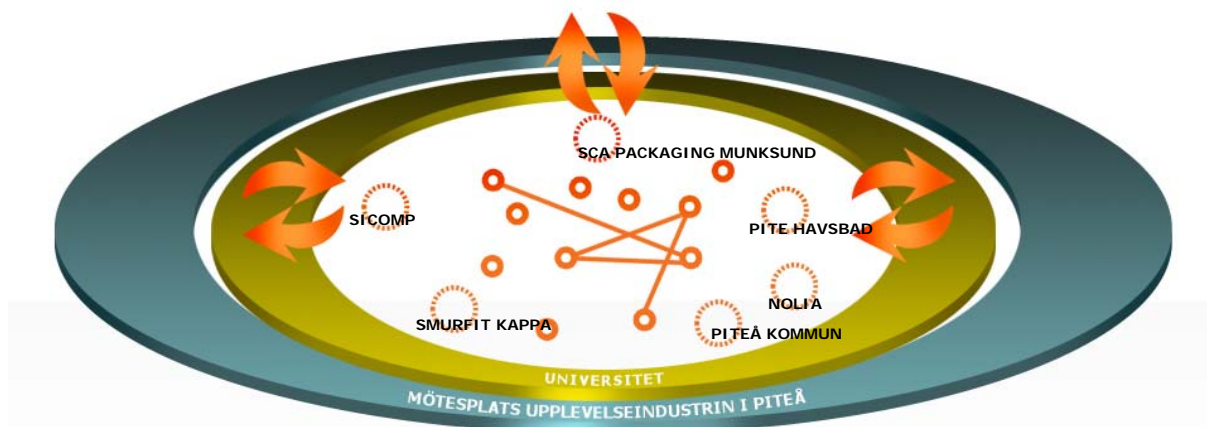 SCA PACKAGING MUNKSUND
SICOMP
PITE HAVSBAD
NOLIA
SMURFIT KAPPA
PITEÅ KOMMUN
UNIVERSITET
MÖTESPLATS UPPLEVELSEINDUSTRIN I PITEÅ